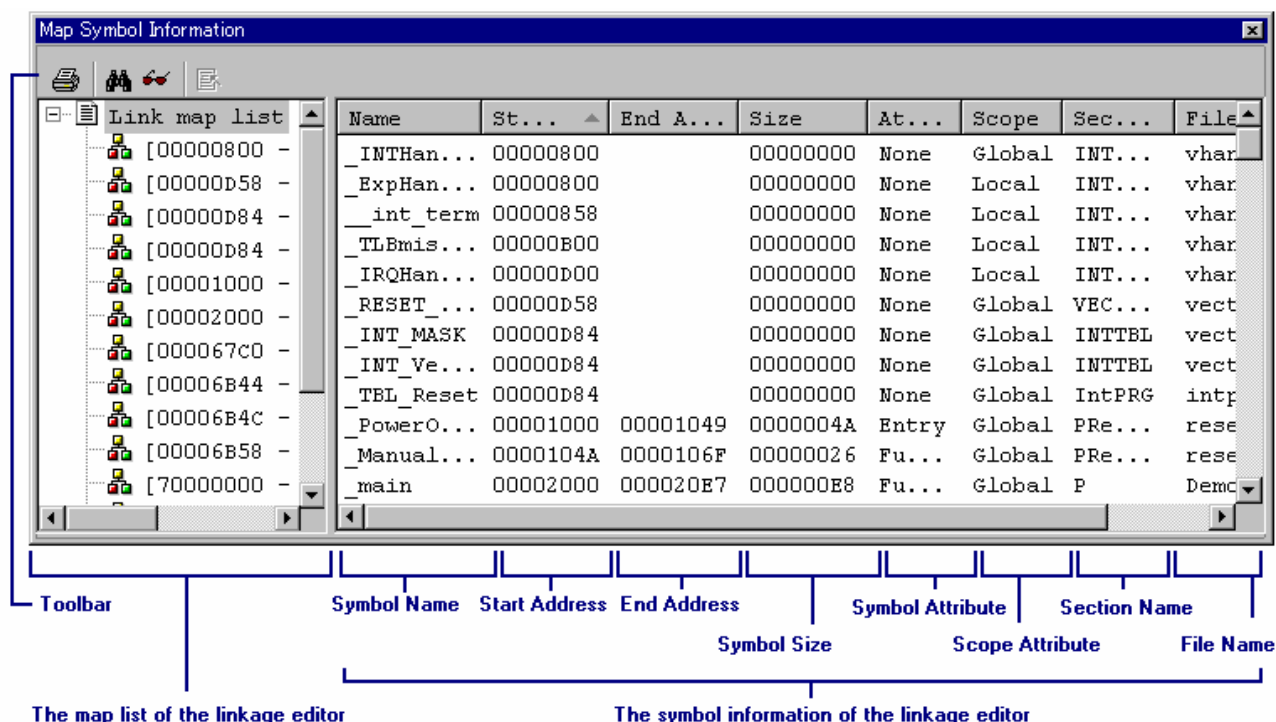 Map Symbol Information
Link map list
[00000800 -
[00000D58 -
[00000D84 -
[00000D84 -
[00001000 -
[00002000 -
[000067C0 -
[00006B44 -
[00006B4C -
[00006B58 -
[70000000 -
Name St... End A... Size At... Scope Sec... File
_INTHan... 00000800 00000000 None Global INT... vhan
_ExpHan... 00000800 00000000 None Local INT... vhan
__int_term 00000858 00000000 None Local INT... vhan
_TLBmis... 00000B00 00000000 None Local INT... vhan
_IRQHan... 00000D00 00000000 None Local INT... vhan
_RESET_... 00000D58 00000000 None Global VEC... vect
_INT_MASK 00000D84 00000000 None Global INTTBL vect
_INT_Ve... 00000D84 00000000 None Global INTTBL vect
_TBL_Reset 00000D84 00000000 None Global IntPRG intp
_PowerO... 00001000 00001049 0000004A Entry Global PRe... rese
_Manual... 0000104A 0000106F 00000026 Fu... Global PRe... rese
_main 00002000 000020E7 000000E8 Fu... Global P Demo
Toolbar
Symbol Name Start Address End Address Symbol Attribute Section Name
Symbol Size Scope Attribute File Name
The map list of the linkage editor The symbol information of the linkage editor